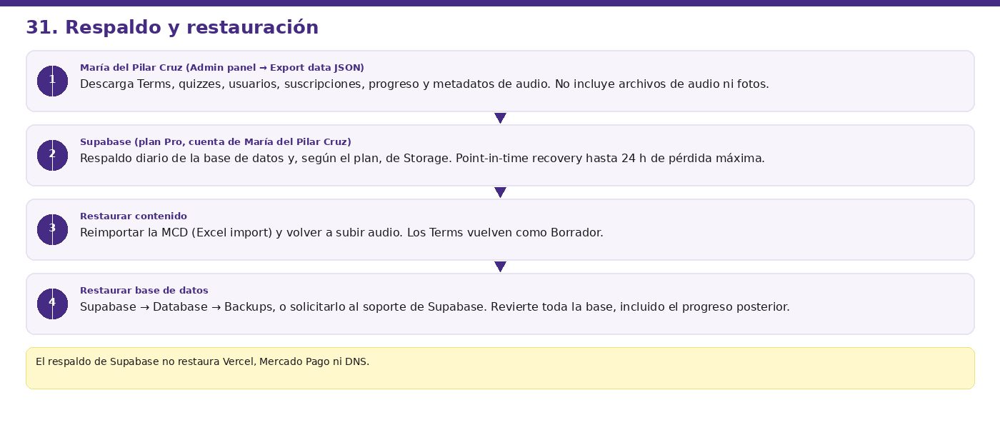 31. Respaldo y restauración
1
María del Pilar Cruz (Admin panel → Export data JSON)
Descarga Terms, quizzes, usuarios, suscripciones, progreso y metadatos de audio. No incluye archivos de audio ni fotos.
2
Supabase (plan Pro, cuenta de María del Pilar Cruz)
Respaldo diario de la base de datos y, según el plan, de Storage. Point-in-time recovery hasta 24 h de pérdida máxima.
3
Restaurar contenido
Reimportar la MCD (Excel import) y volver a subir audio. Los Terms vuelven como Borrador.
4
Restaurar base de datos
Supabase → Database → Backups, o solicitarlo al soporte de Supabase. Revierte toda la base, incluido el progreso posterior.
El respaldo de Supabase no restaura Vercel, Mercado Pago ni DNS.